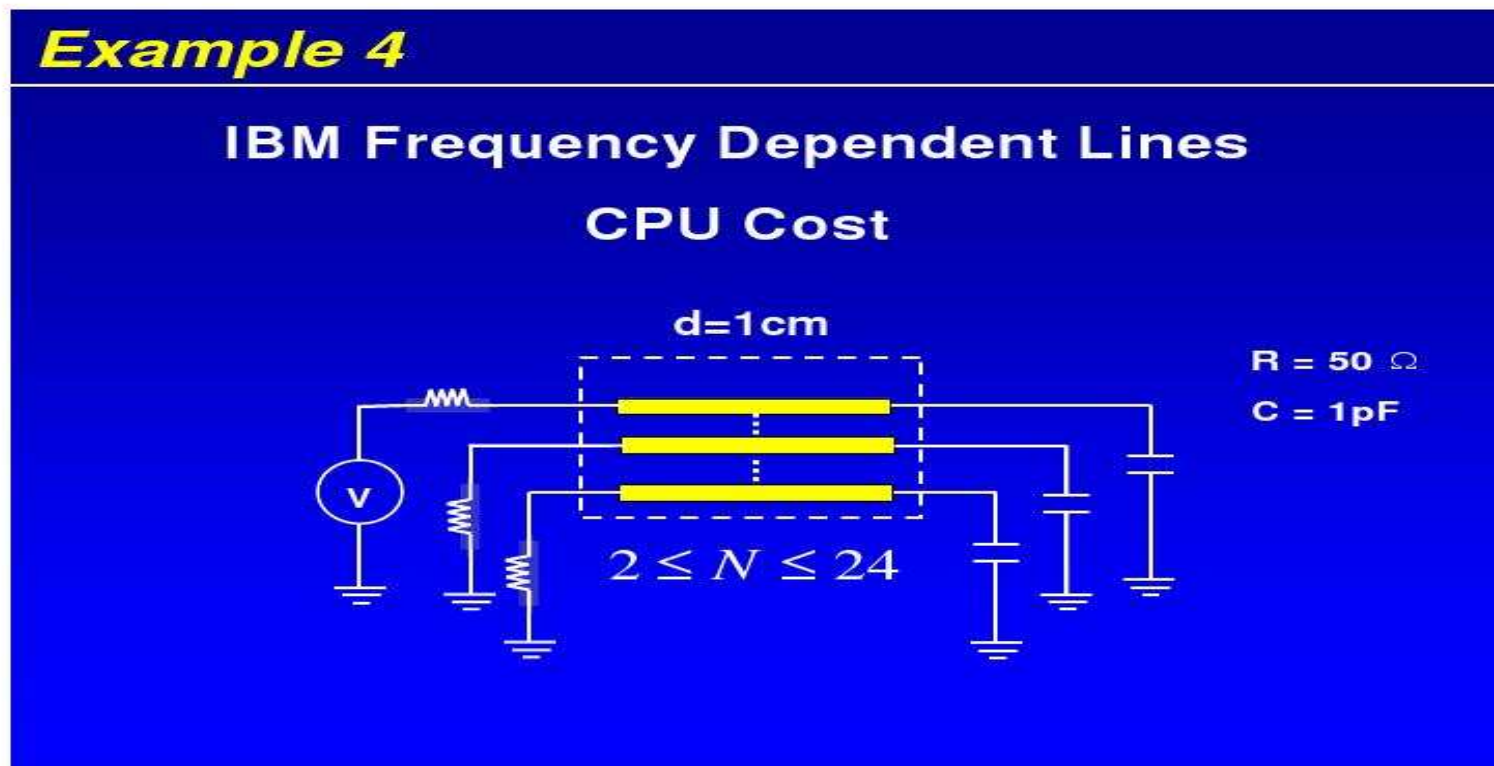 Example 4
IBM Frequency Dependent Lines
CPU Cost
d=1cm
R = 50 Ω
C = 1pF
V
2 ≤ N ≤ 24